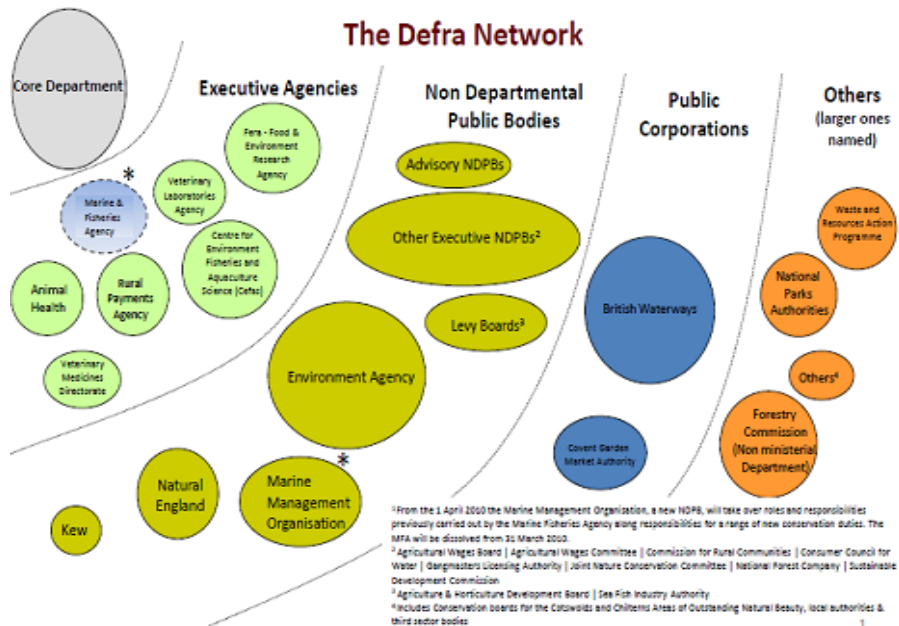 The Defra Network
Core Department
Executive Agencies
Fera - Food &
Environment
Research
Agency
*
Veterinary
Laboratories
Agency
Marine &
Fisheries
Agency
Centre for
Environment
Fisheries and
Aquaculture
Science (Cefas)
Animal
Health
Rural
Payments
Agency
Veterinary
Medicines
Directorate
Non Departmental
Public Bodies
Advisory NDPBs
Other Executive NDPBs²
Levy Boards³
Environment Agency
*
Marine
Management
Organisation
Natural
England
Kew
Public
Corporations
British Waterways
Covent Garden
Market Authority
Others
(larger ones
named)
Waste and
Resources Action
Programme
National
Parks
Authorities
Others⁴
Forestry
Commission
(Non ministerial
Department)
¹From the 1 April 2010 the Marine Management Organisation, a new NDPB, will take over roles and responsibilities
previously carried out by the Marine Fisheries Agency along responsibilities for a range of new conservation duties. The
MFA will be dissolved from 31 March 2010.
² Agricultural Wages Board | Agricultural Wages Committee | Commission for Rural Communities | Consumer Council for
Water | Gangmasters Licensing Authority | Joint Nature Conservation Committee | National Forest Company | Sustainable
Development Commission
³ Agriculture & Horticulture Development Board | Sea Fish Industry Authority
⁴ Includes Conservation boards for the Cotswolds and Chilterns Areas of Outstanding Natural Beauty, local authorities &
third sector bodies
1